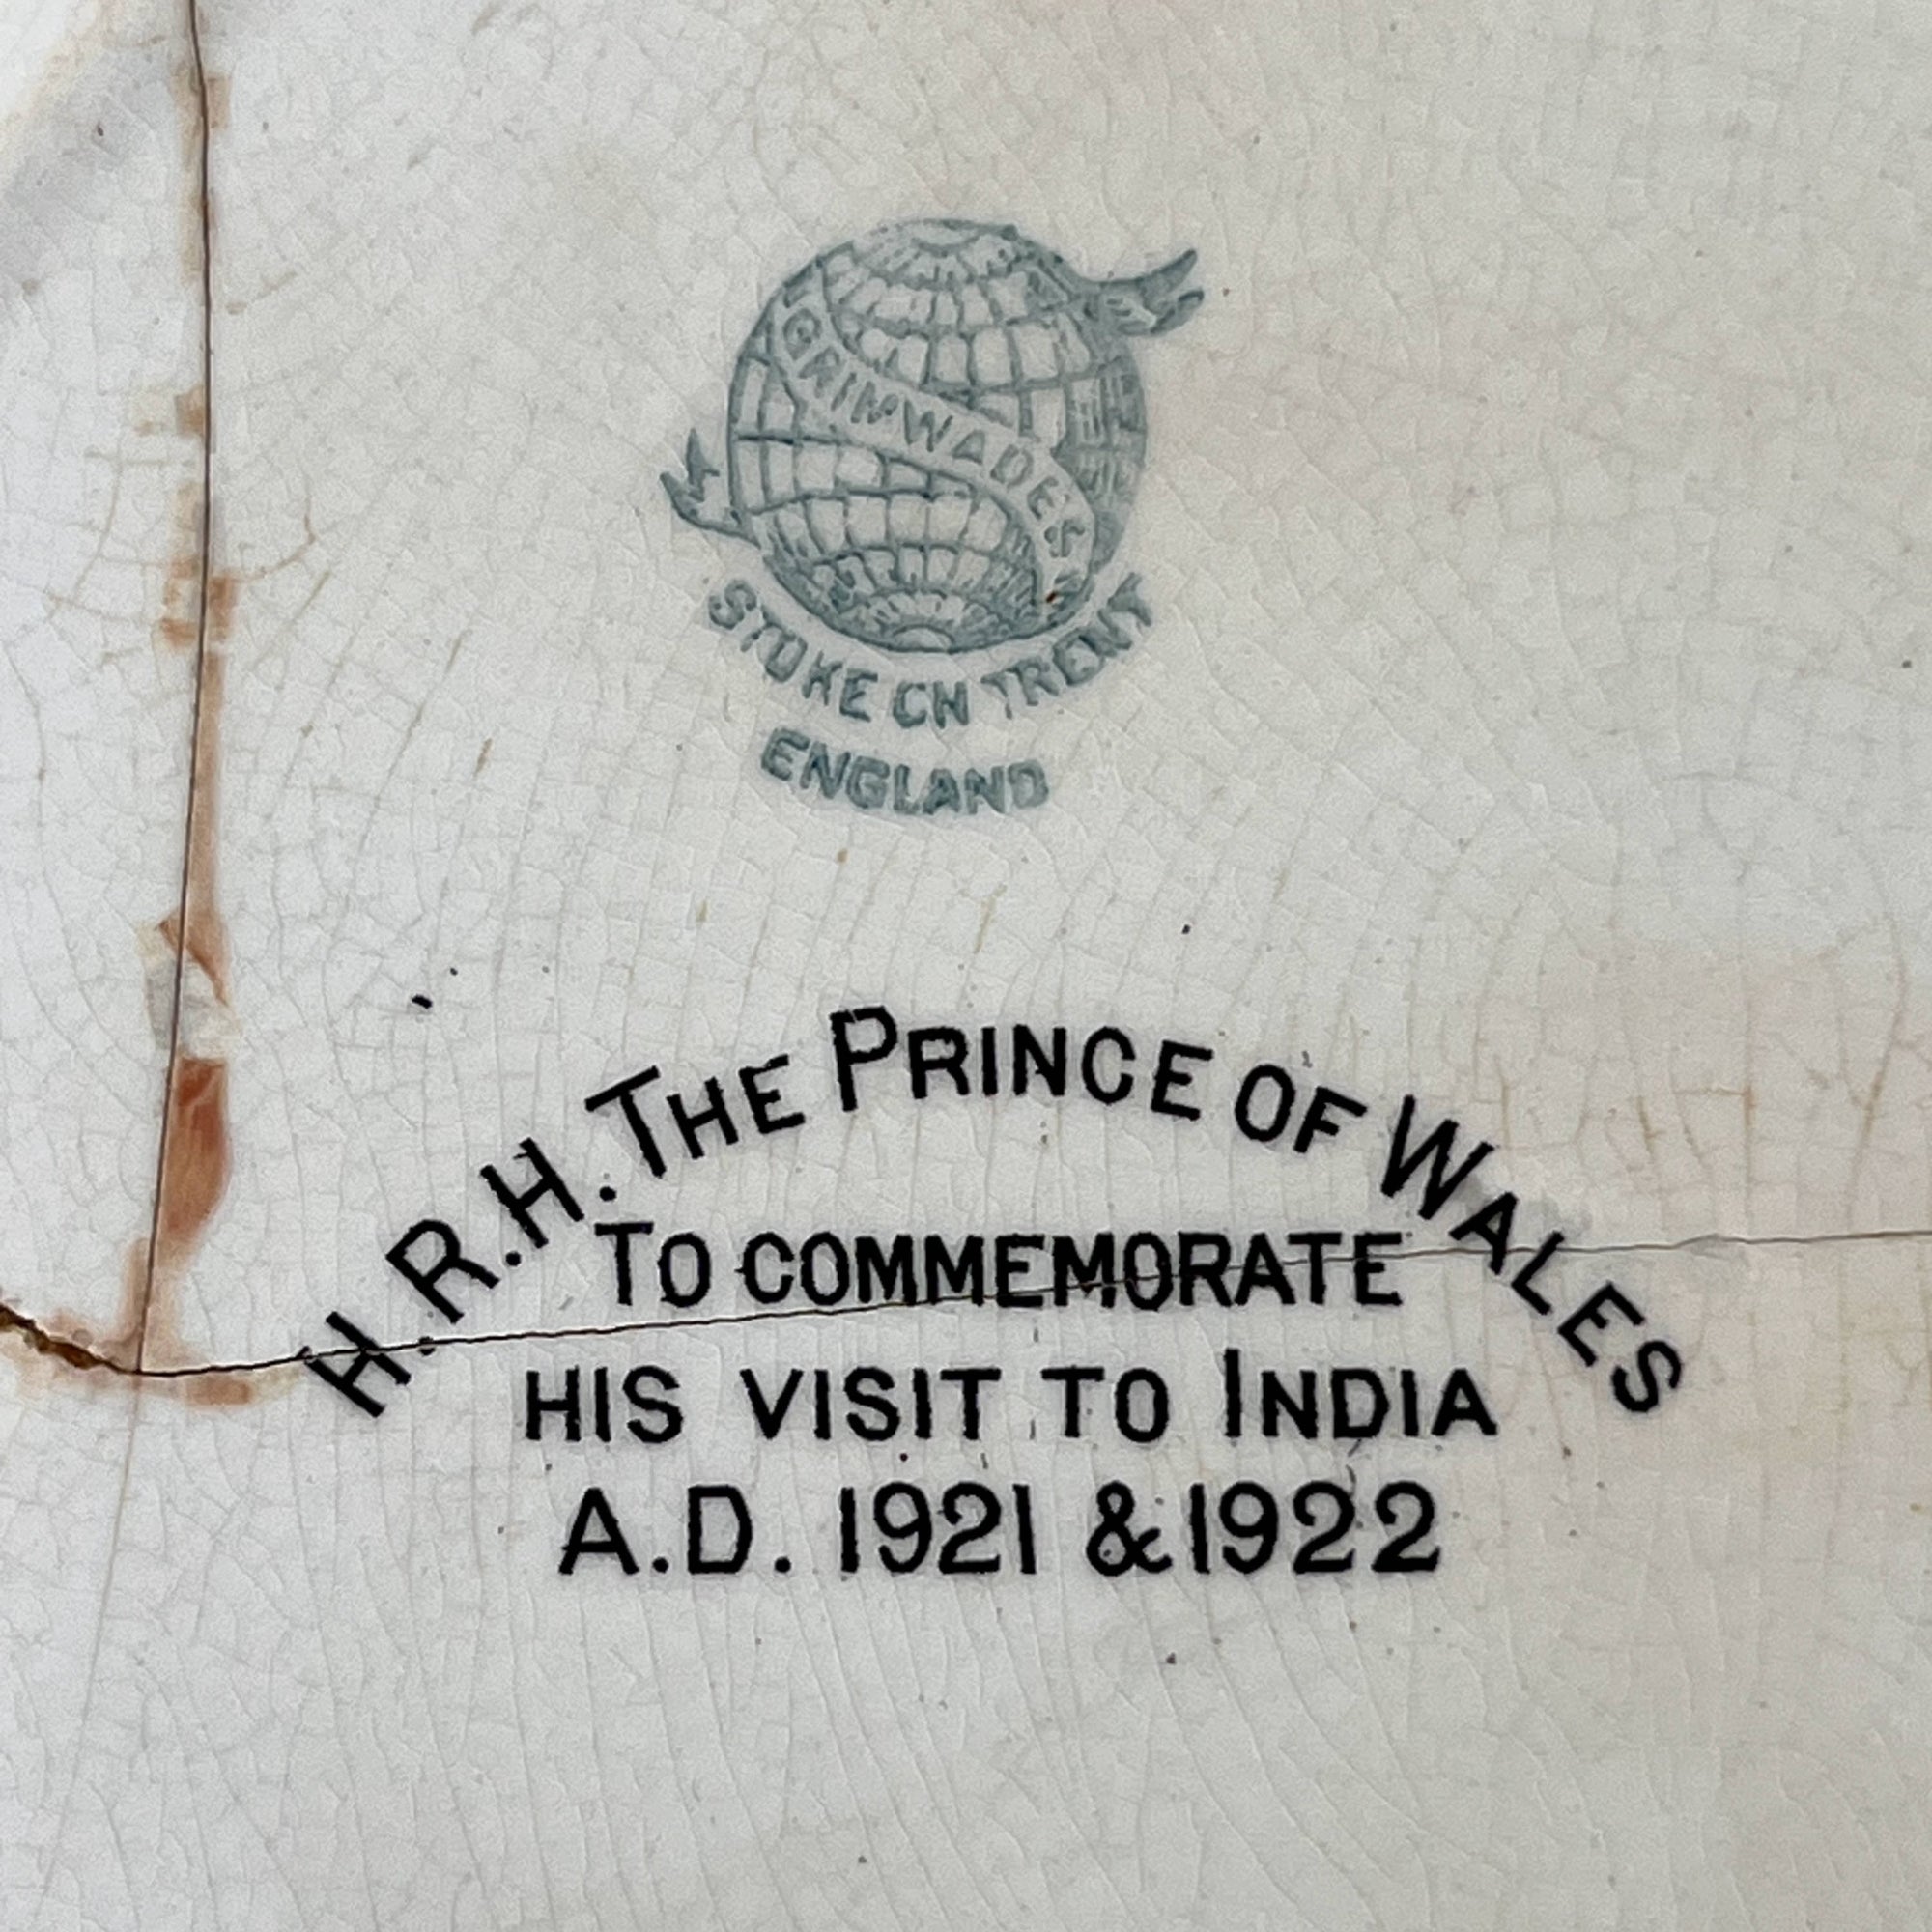 GRIMWADES
STOKE ON TRENT
ENGLAND
H.R.H. THE PRINCE OF WALES
TO COMMEMORATE
HIS VISIT TO INDIA
A.D. 1921 & 1922